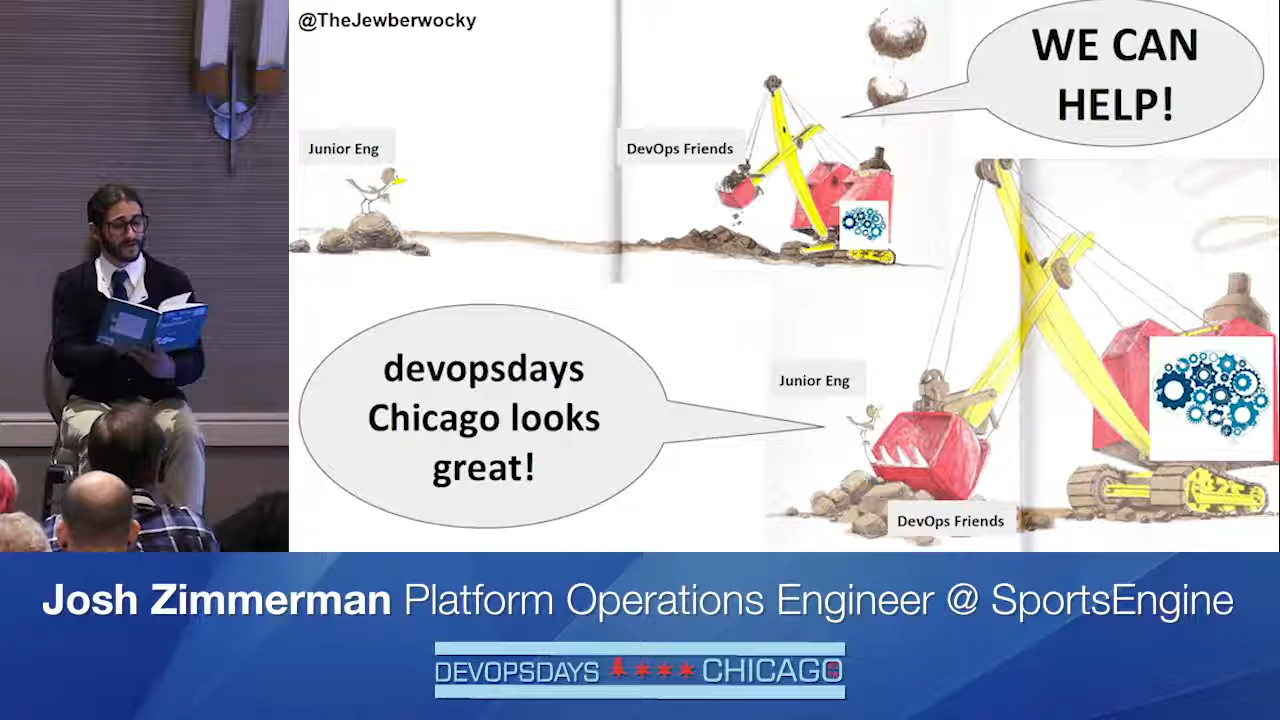 @TheJewberwocky
WE CAN
HELP!
Junior Eng
DevOps Friends
devopsdays
Chicago looks
great!
Junior Eng
DevOps Friends
Josh Zimmerman Platform Operations Engineer @ SportsEngine
DEVOPSDAYS CHICAGO